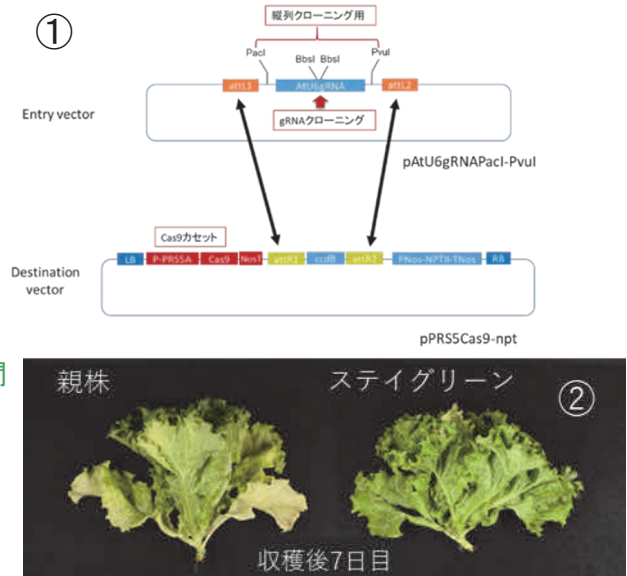 ①
縦列クローニング用
PacI
BbsI BbsI
PvuI
attL1
AtU6gRNA
attL2
Entry vector
gRNAクローニング
pAtU6gRNAPacI-PvuI
Cas9カセット
LB
P-PRS5A
Cas9
NosT
attR1
ccdB
attR2
PNos-NPTII-TNos
RB
Destination
vector
pPRS5Cas9-npt
親株
ステイグリーン
②
収穫後7日目